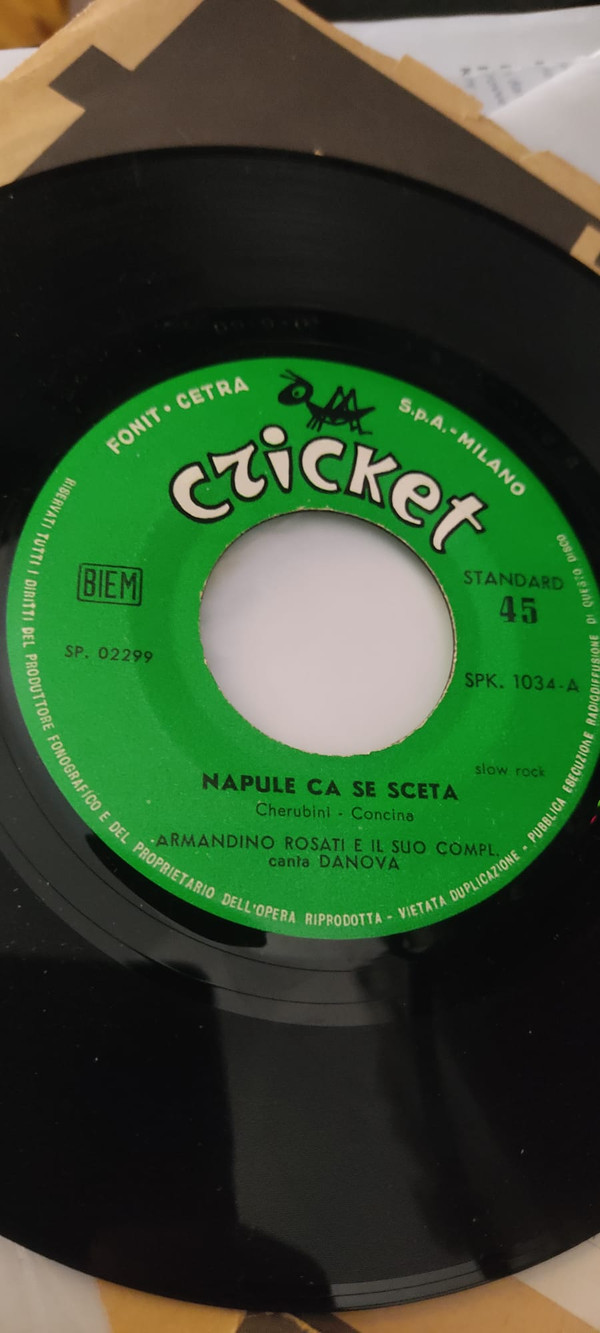 FONIT • CETRA
S.p.A. - MILANO
cricket
BIEM
STANDARD
45
SP. 02299
SPK. 1034-A
slow rock
NAPULE CA SE SCETA
Cherubini - Concina
ARMANDINO ROSATI E IL SUO COMPL.
canta DANOVA
RISERVATI TUTTI I DIRITTI DEL PRODUTTORE FONOGRAFICO E DEL PROPRIETARIO DELL'OPERA RIPRODOTTA - VIETATA DUPLICAZIONE - PUBBLICA ESECUZIONE RADIODIFFUSIONE DI QUESTO DISCO